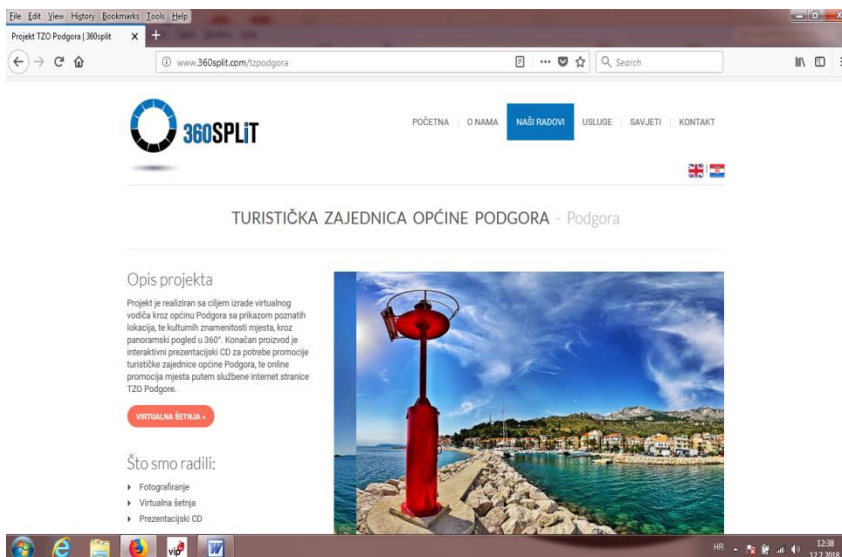 File Edit View History Bookmarks Tools Help
Projekt TZO Podgora | 360split
www.360split.com/tzpodgora
Search
360SPLiT
POČETNA
O NAMA
NAŠI RADOVI
USLUGE
SAVJETI
KONTAKT
TURISTIČKA ZAJEDNICA OPĆINE PODGORA - Podgora
Opis projekta
Projekt je realiziran sa ciljem izrade virtualnog
vodiča kroz općinu Podgora sa prikazom poznatih
lokacija, te kulturnih znamenitosti mjesta, kroz
panoramski pogled u 360°. Konačan proizvod je
interaktivni prezentacijski CD za potrebe promocije
turističke zajednice općine Podgora, te online
promocija mjesta putem službene internet stranice
TZO Podgore.
VIRTUALNA ŠETNJA »
Što smo radili:
Fotografiranje
Virtualna šetnja
Prezentacijski CD
vip
HR
12:38
12.7.2018